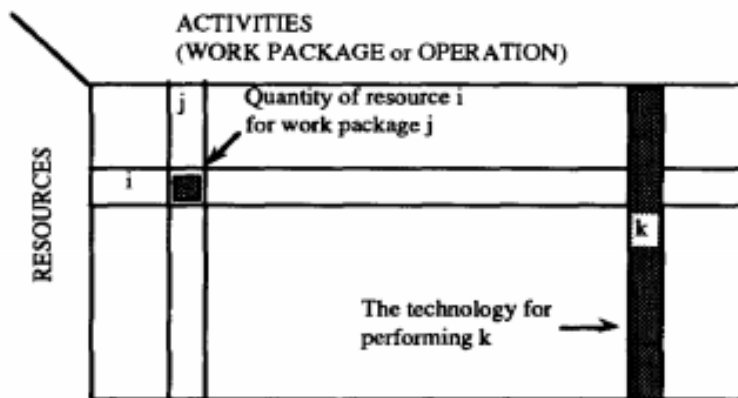 ACTIVITIES
(WORK PACKAGE or OPERATION)
j
Quantity of resource i
for work package j
i
RESOURCES
k
The technology for
performing k